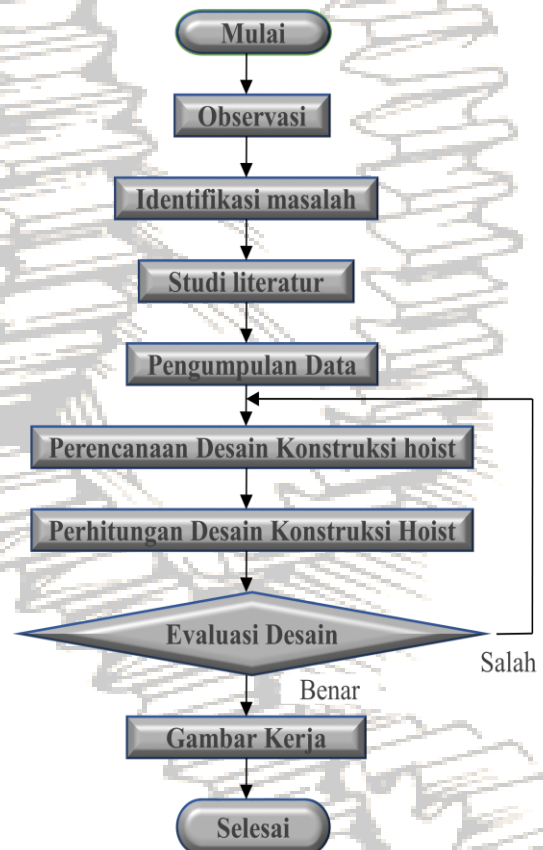 Mulai
Observasi
Identifikasi masalah
Studi literatur
Pengumpulan Data
Perencanaan Desain Konstruksi hoist
Perhitungan Desain Konstruksi Hoist
Evaluasi Desain
Salah
Benar
Gambar Kerja
Selesai